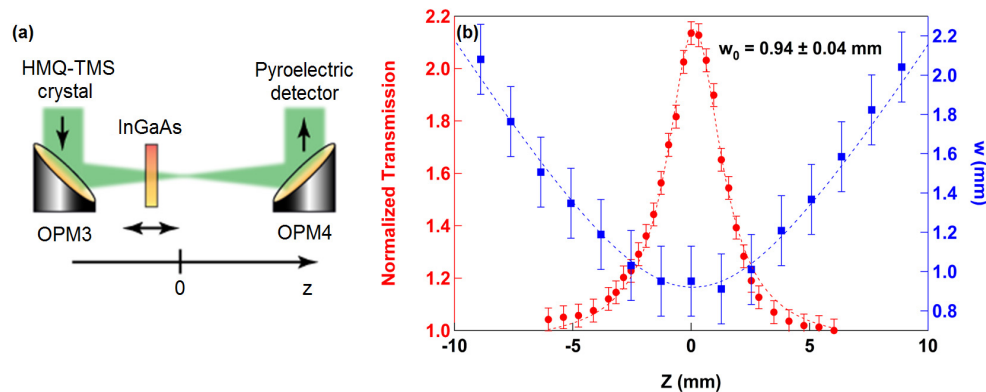 (a)
HMQ-TMS
crystal
Pyroelectric
detector
InGaAs
OPM3
OPM4
0
z
(b)
w₀ = 0.94 ± 0.04 mm
Normalized Transmission
2.2
2.0
1.8
1.6
1.4
1.2
1.0
w (mm)
2.2
2.0
1.8
1.6
1.4
1.2
1.0
0.8
-10
-5
0
5
10
Z (mm)